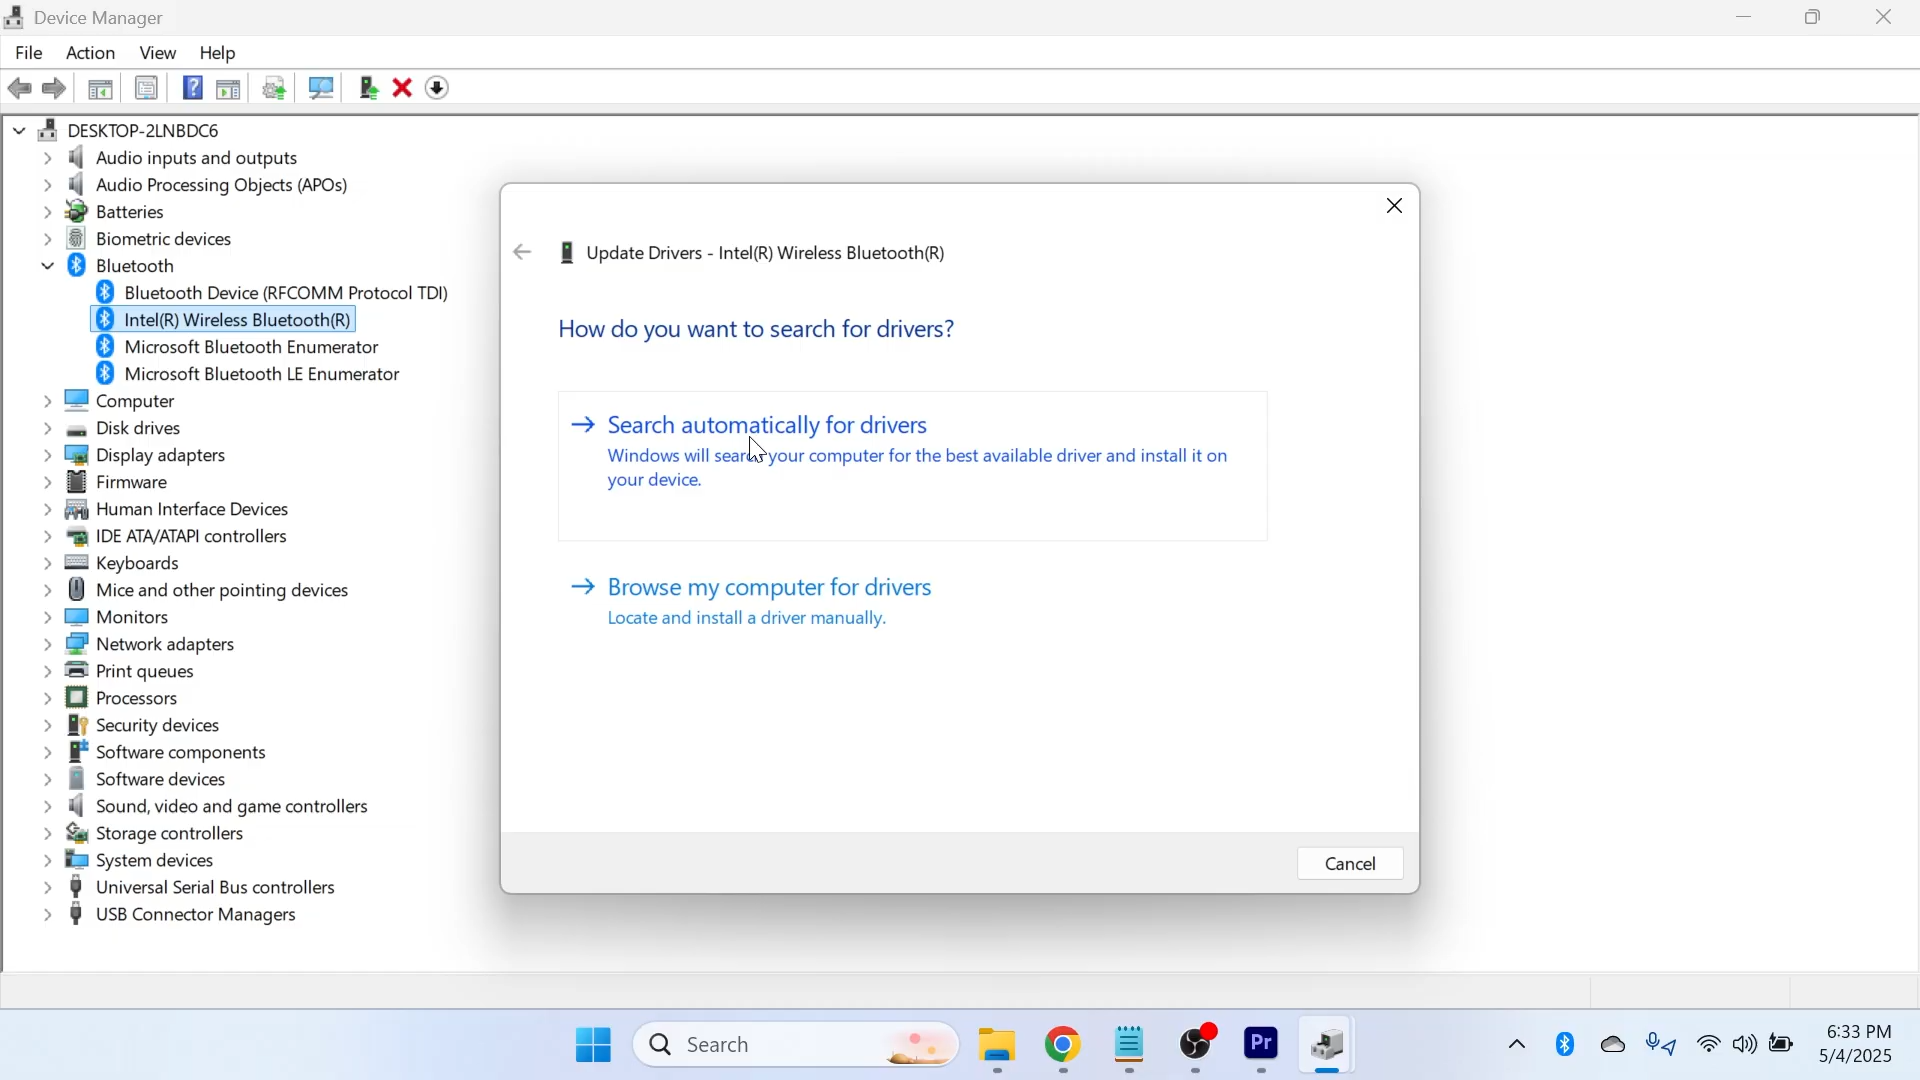 Device Manager
File Action View Help
DESKTOP-2LNBDC6
Audio inputs and outputs
Audio Processing Objects (APOs)
Batteries
Biometric devices
Bluetooth
Bluetooth Device (RFCOMM Protocol TDI)
Intel(R) Wireless Bluetooth(R)
Microsoft Bluetooth Enumerator
Microsoft Bluetooth LE Enumerator
Computer
Disk drives
Display adapters
Firmware
Human Interface Devices
IDE ATA/ATAPI controllers
Keyboards
Mice and other pointing devices
Monitors
Network adapters
Print queues
Processors
Security devices
Software components
Software devices
Sound, video and game controllers
Storage controllers
System devices
Universal Serial Bus controllers
USB Connector Managers
Update Drivers - Intel(R) Wireless Bluetooth(R)
How do you want to search for drivers?
Search automatically for drivers
Windows will search your computer for the best available driver and install it on
your device.
Browse my computer for drivers
Locate and install a driver manually.
Cancel
Search
Pr
6:33 PM
5/4/2025